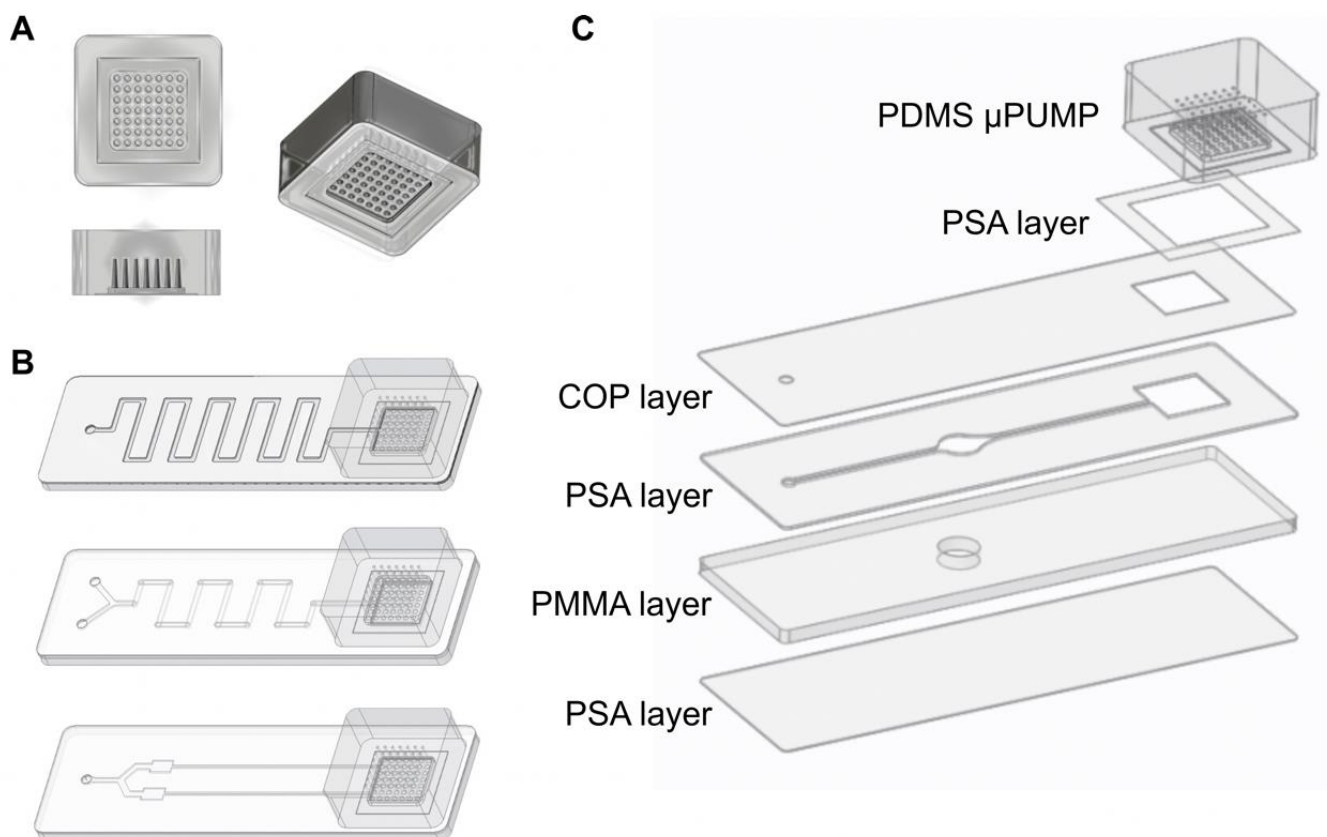 A
C
PDMS μPUMP
PSA layer
B
COP layer
PSA layer
PMMA layer
PSA layer